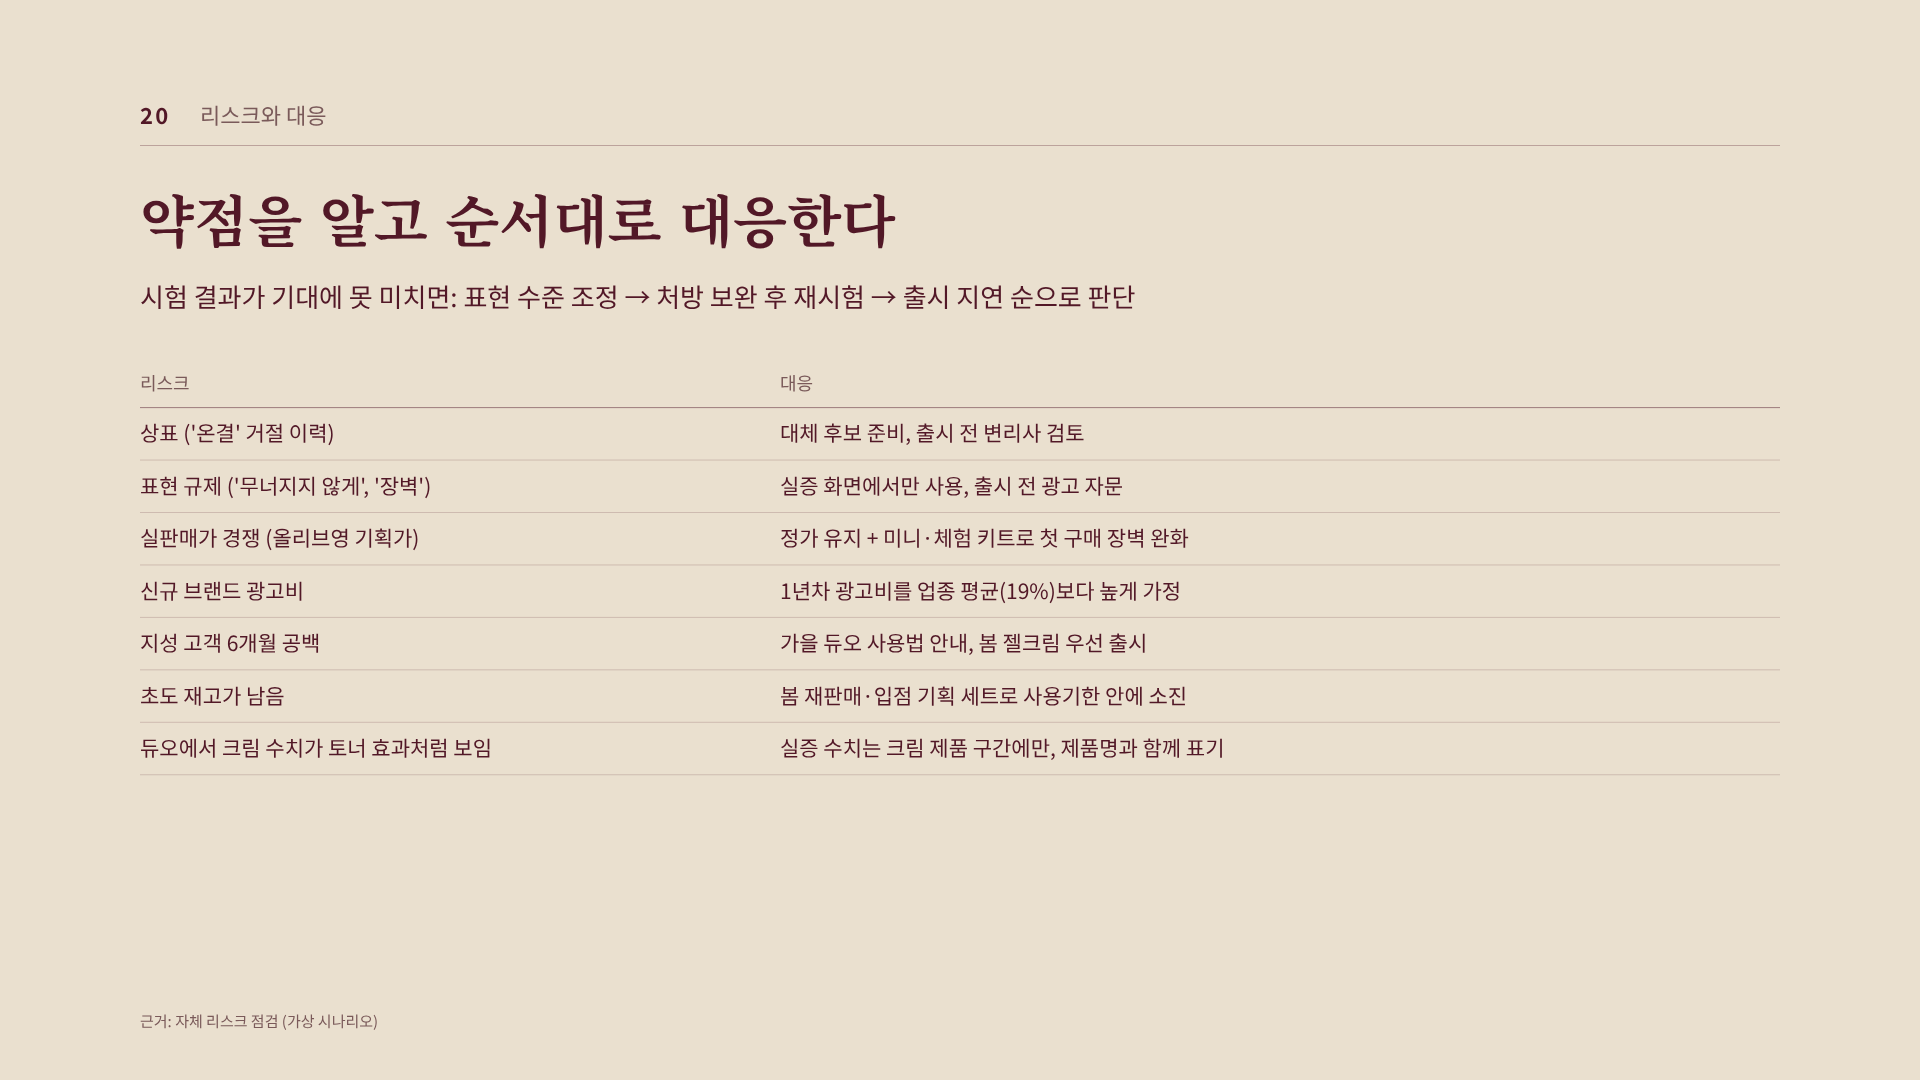 20 리스크와 대응
약점을 알고 순서대로 대응한다
시험 결과가 기대에 못 미치면: 표현 수준 조정 → 처방 보완 후 재시험 → 출시 지연 순으로 판단
리스크 대응
상표 ('온결' 거절 이력) 대체 후보 준비, 출시 전 변리사 검토
표현 규제 ('무너지지 않게', '장벽') 실증 화면에서만 사용, 출시 전 광고 자문
실판매가 경쟁 (올리브영 기획가) 정가 유지 + 미니·체험 키트로 첫 구매 장벽 완화
신규 브랜드 광고비 1년차 광고비를 업종 평균(19%)보다 높게 가정
지성 고객 6개월 공백 가을 듀오 사용법 안내, 봄 젤크림 우선 출시
초도 재고가 남음 봄 재판매·입점 기획 세트로 사용기한 안에 소진
듀오에서 크림 수치가 토너 효과처럼 보임 실증 수치는 크림 제품 구간에만, 제품명과 함께 표기
근거: 자체 리스크 점검 (가상 시나리오)